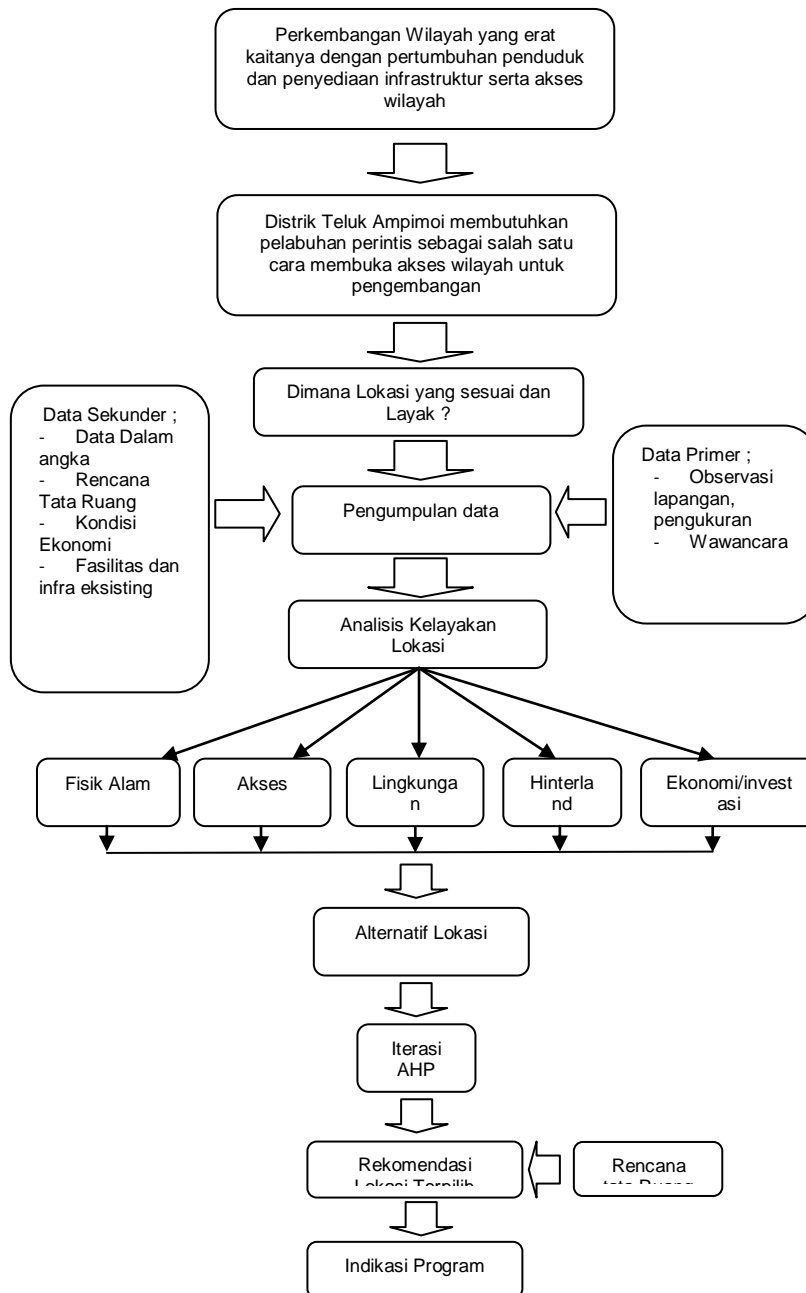 Perkembangan Wilayah yang erat
kaitanya dengan pertumbuhan penduduk
dan penyediaan infrastruktur serta akses
wilayah
Distrik Teluk Ampimoi membutuhkan
pelabuhan perintis sebagai salah satu
cara membuka akses wilayah untuk
pengembangan
Dimana Lokasi yang sesuai dan
Layak ?
Data Sekunder ;
- Data Dalam
angka
- Rencana
Tata Ruang
- Kondisi
Ekonomi
- Fasilitas dan
infra eksisting
Pengumpulan data
Data Primer ;
- Observasi
lapangan,
pengukuran
- Wawancara
Analisis Kelayakan
Lokasi
Fisik Alam
Akses
Lingkunga
n
Hinterla
nd
Ekonomi/invest
asi
Alternatif Lokasi
Iterasi
AHP
Rekomendasi
Lokasi Terpilih
Rencana
tata Ruang
Indikasi Program